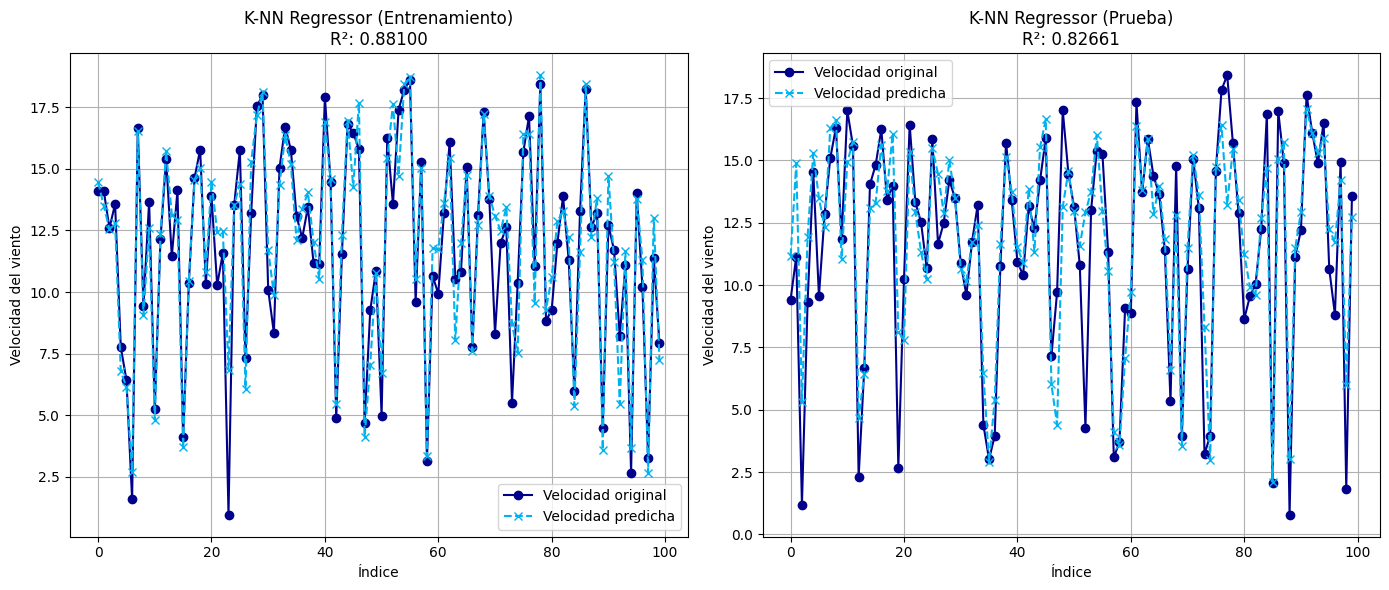 K-NN Regressor (Entrenamiento)
R²: 0.88100
Velocidad del viento
17.5
15.0
12.5
10.0
7.5
5.0
2.5
Velocidad original
Velocidad predicha
0
20
40
60
80
100
Índice
K-NN Regressor (Prueba)
R²: 0.82661
Velocidad original
Velocidad predicha
Velocidad del viento
17.5
15.0
12.5
10.0
7.5
5.0
2.5
0.0
0
20
40
60
80
100
Índice